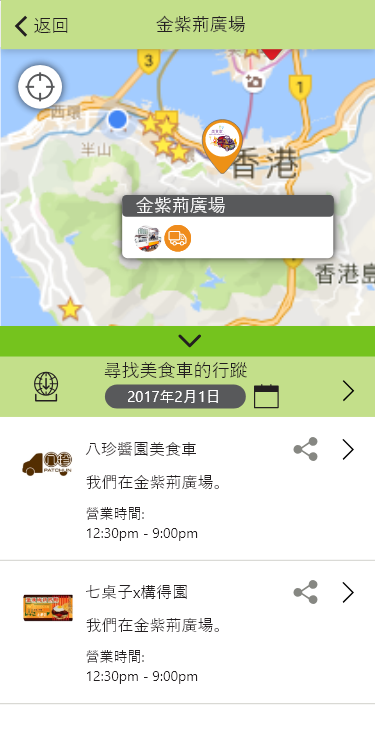 返回
金紫荊廣場
3
1
西環
半山
香港
金紫荊廣場
香港島
尋找美食車的行蹤
2017年2月1日
八珍醬園美食車
我們在金紫荊廣場。
PATCHUN
營業時間:
12:30pm - 9:00pm
七桌子x構得園
我們在金紫荊廣場。
營業時間:
12:30pm - 9:00pm